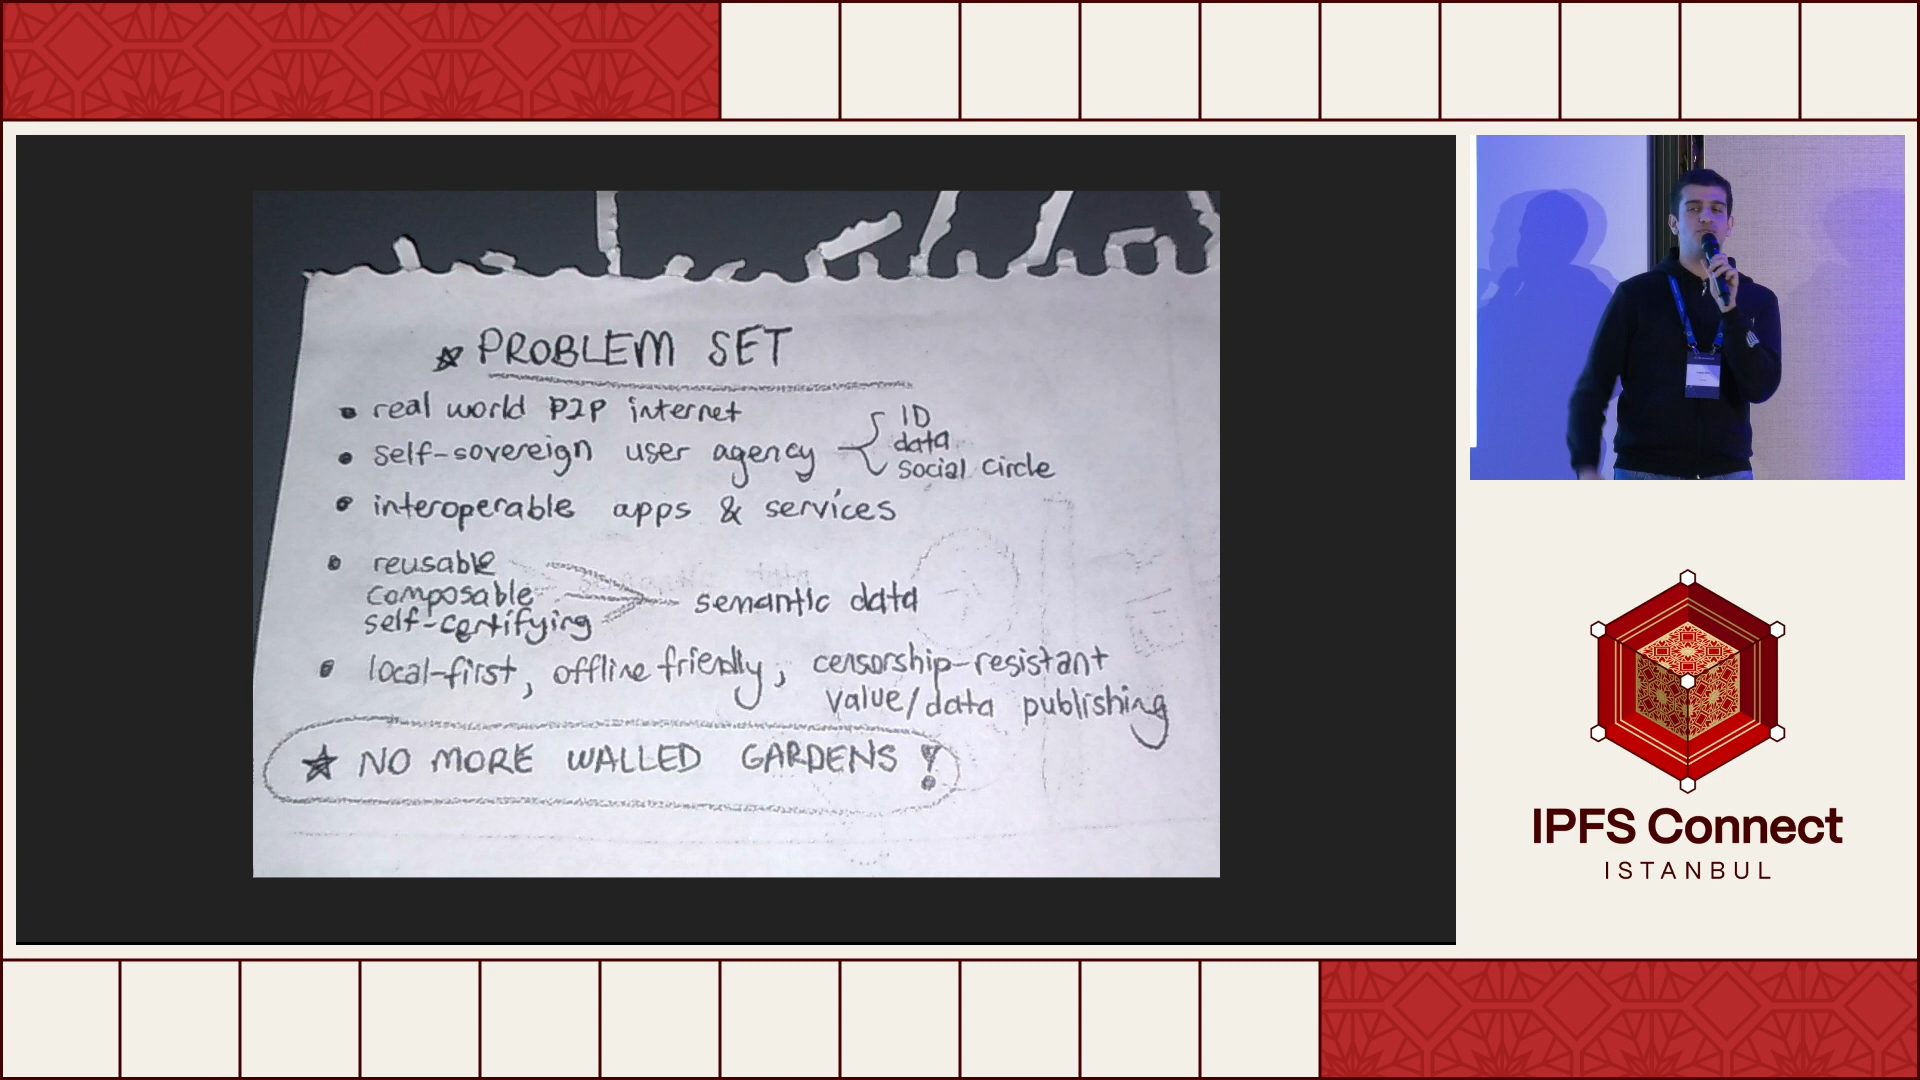 ☆ PROBLEM SET
• real world P2P internet
• self-sovereign user agency
ID
data
social circle
• interoperable apps & services
• reusable
composable
self-certifying
semantic data
• local-first, offline friendly, censorship-resistant
value/data publishing
★ NO MORE WALLED GARDENS!
IPFS Connect
ISTANBUL